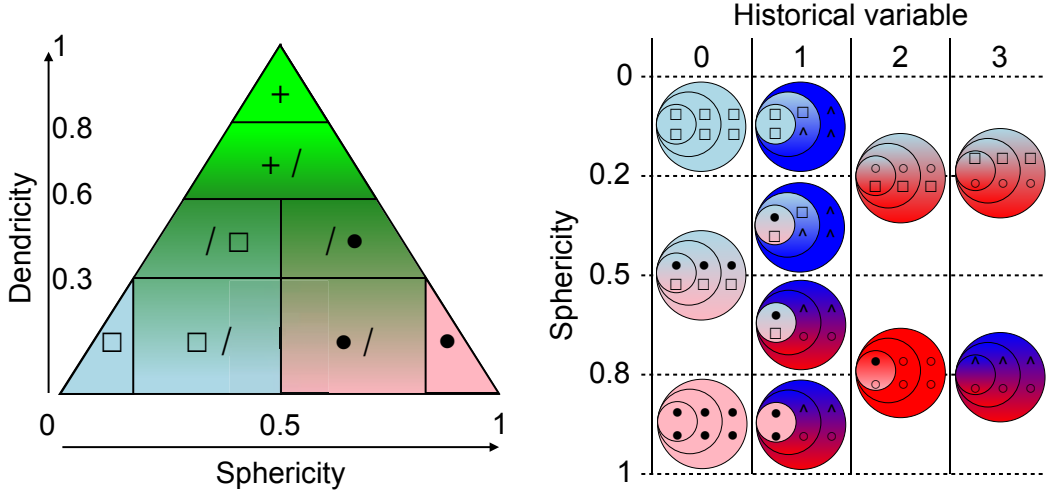 Dendricity
1
0.8
0.6
0.3
+
+ /
/ □
/ ●
□
□ /
● /
●
0
0.5
1
Sphericity
Historical variable
0
1
2
3
Sphericity
0
0.2
0.5
0.8
1
□ □ □
□ □ □
□ □ ^
□ ^ ^
○ ○ ○
□ □ □
□ □ □
○ ○ ○
● ● ●
□ □ □
● □ ^
□ ^ ^
● ^ ^
□ ○ ○
● ○ ○
○ ○ ○
^ ^ ^
○ ○ ○
● ● ●
● ● ●
● ^ ^
● ○ ○